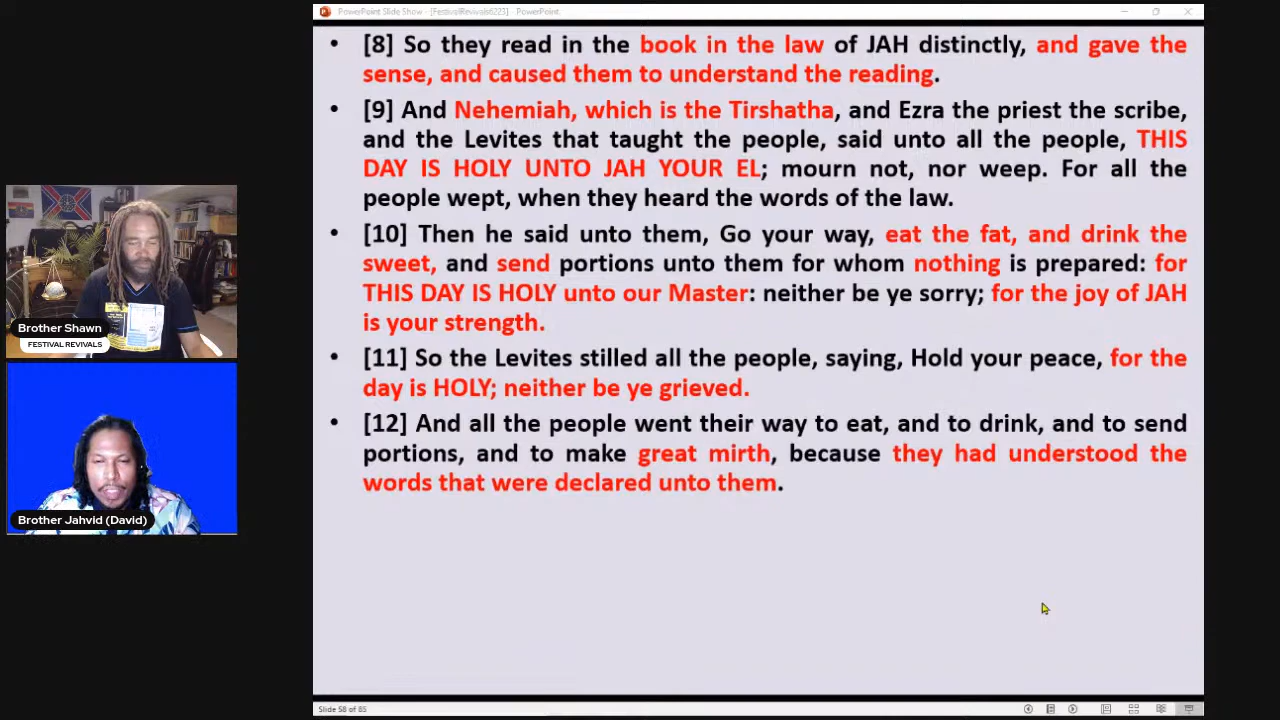 PowerPoint Slide Show - [FestivalRevivals6223] - PowerPoint
• [8] So they read in the book in the law of JAH distinctly, and gave the
sense, and caused them to understand the reading.
• [9] And Nehemiah, which is the Tirshatha, and Ezra the priest the scribe,
and the Levites that taught the people, said unto all the people, THIS
DAY IS HOLY UNTO JAH YOUR EL; mourn not, nor weep. For all the
people wept, when they heard the words of the law.
• [10] Then he said unto them, Go your way, eat the fat, and drink the
sweet, and send portions unto them for whom nothing is prepared: for
THIS DAY IS HOLY unto our Master: neither be ye sorry; for the joy of JAH
is your strength.
• [11] So the Levites stilled all the people, saying, Hold your peace, for the
day is HOLY; neither be ye grieved.
• [12] And all the people went their way to eat, and to drink, and to send
portions, and to make great mirth, because they had understood the
words that were declared unto them.
Brother Shawn
FESTIVAL REVIVALS
Brother Jahvid (David)
Slide 58 of 85